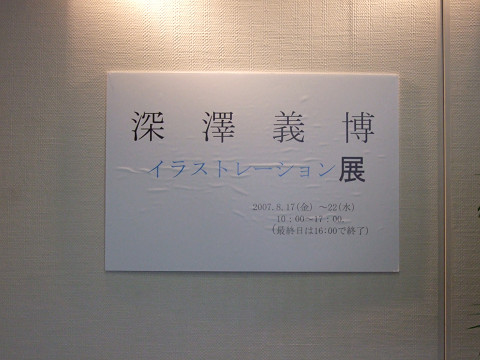 深澤義博
イラストレーション展
2007.8.17(金) ～22(水)
10：00～17：00
(最終日は16:00で終了)